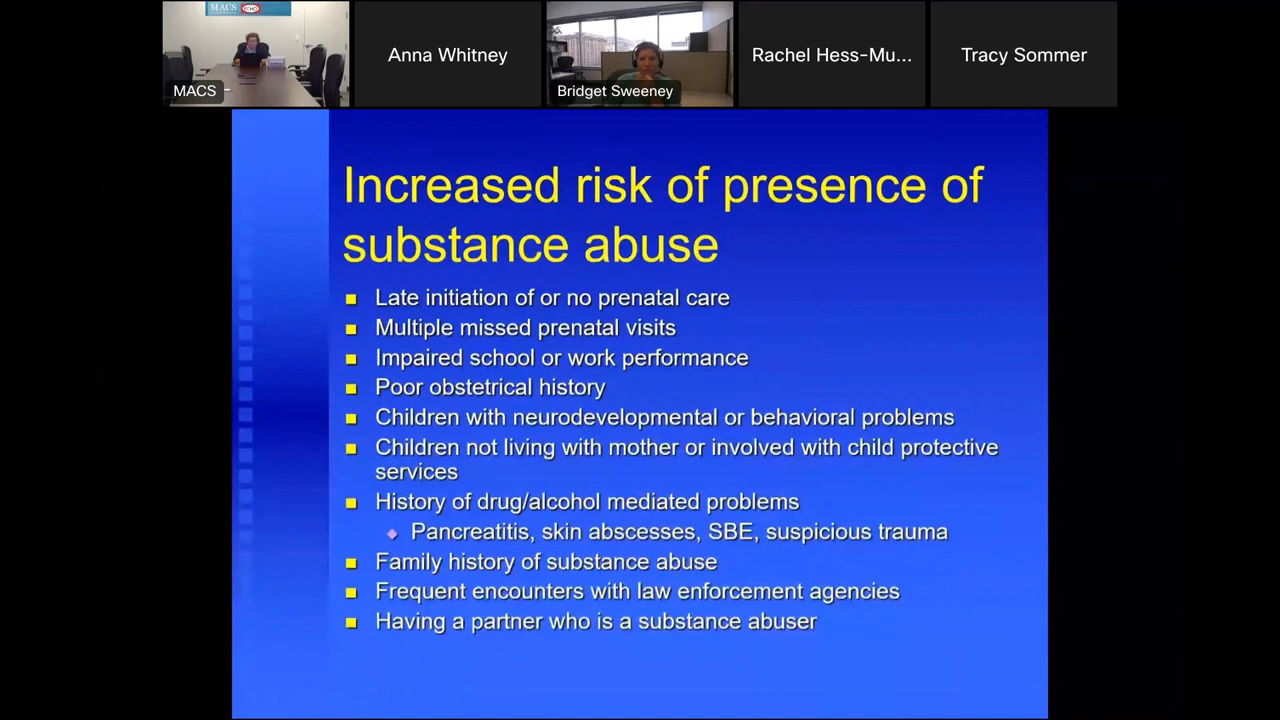 MACS
ECHO
MACS
Anna Whitney
Bridget Sweeney
Rachel Hess-Mu...
Tracy Sommer
Increased risk of presence of
substance abuse
Late initiation of or no prenatal care
Multiple missed prenatal visits
Impaired school or work performance
Poor obstetrical history
Children with neurodevelopmental or behavioral problems
Children not living with mother or involved with child protective
services
History of drug/alcohol mediated problems
Pancreatitis, skin abscesses, SBE, suspicious trauma
Family history of substance abuse
Frequent encounters with law enforcement agencies
Having a partner who is a substance abuser